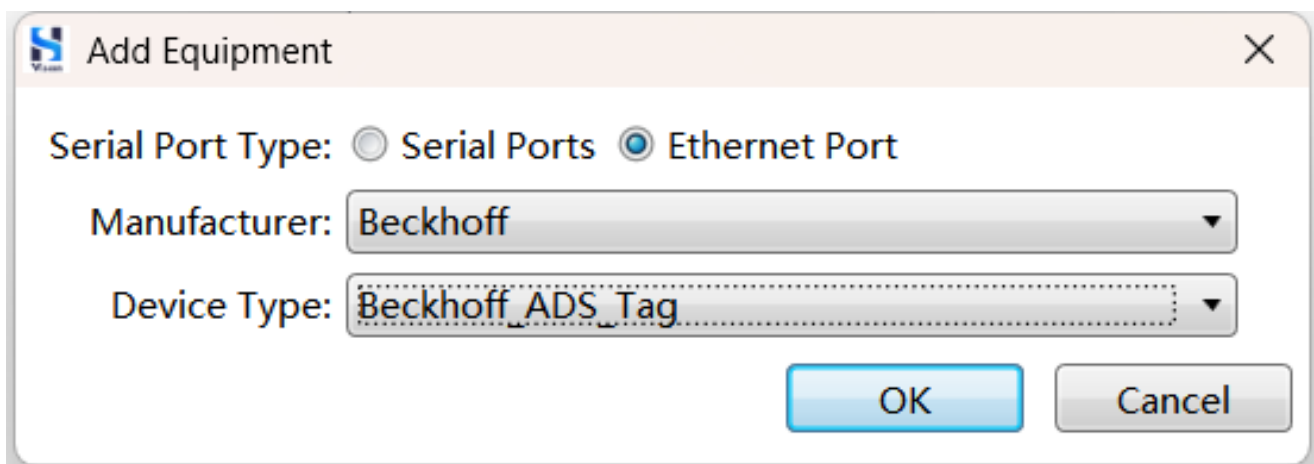 Add Equipment
Serial Port Type: Serial Ports Ethernet Port
Manufacturer: Beckhoff
Device Type: Beckhoff_ADS_Tag
OK Cancel